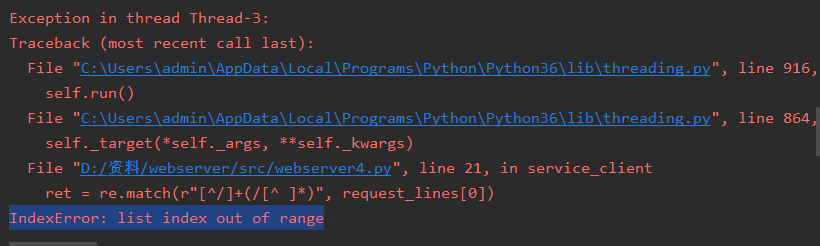 Exception in thread Thread-3:
Traceback (most recent call last):
File "C:\Users\admin\AppData\Local\Programs\Python\Python36\lib\threading.py", line 916,
self.run()
File "C:\Users\admin\AppData\Local\Programs\Python\Python36\lib\threading.py", line 864,
self._target(*self._args, **self._kwargs)
File "D:/资料/webserver/src/webserver4.py", line 21, in service_client
ret = re.match(r"[^/]+(/[^ ]*)", request_lines[0])
IndexError: list index out of range